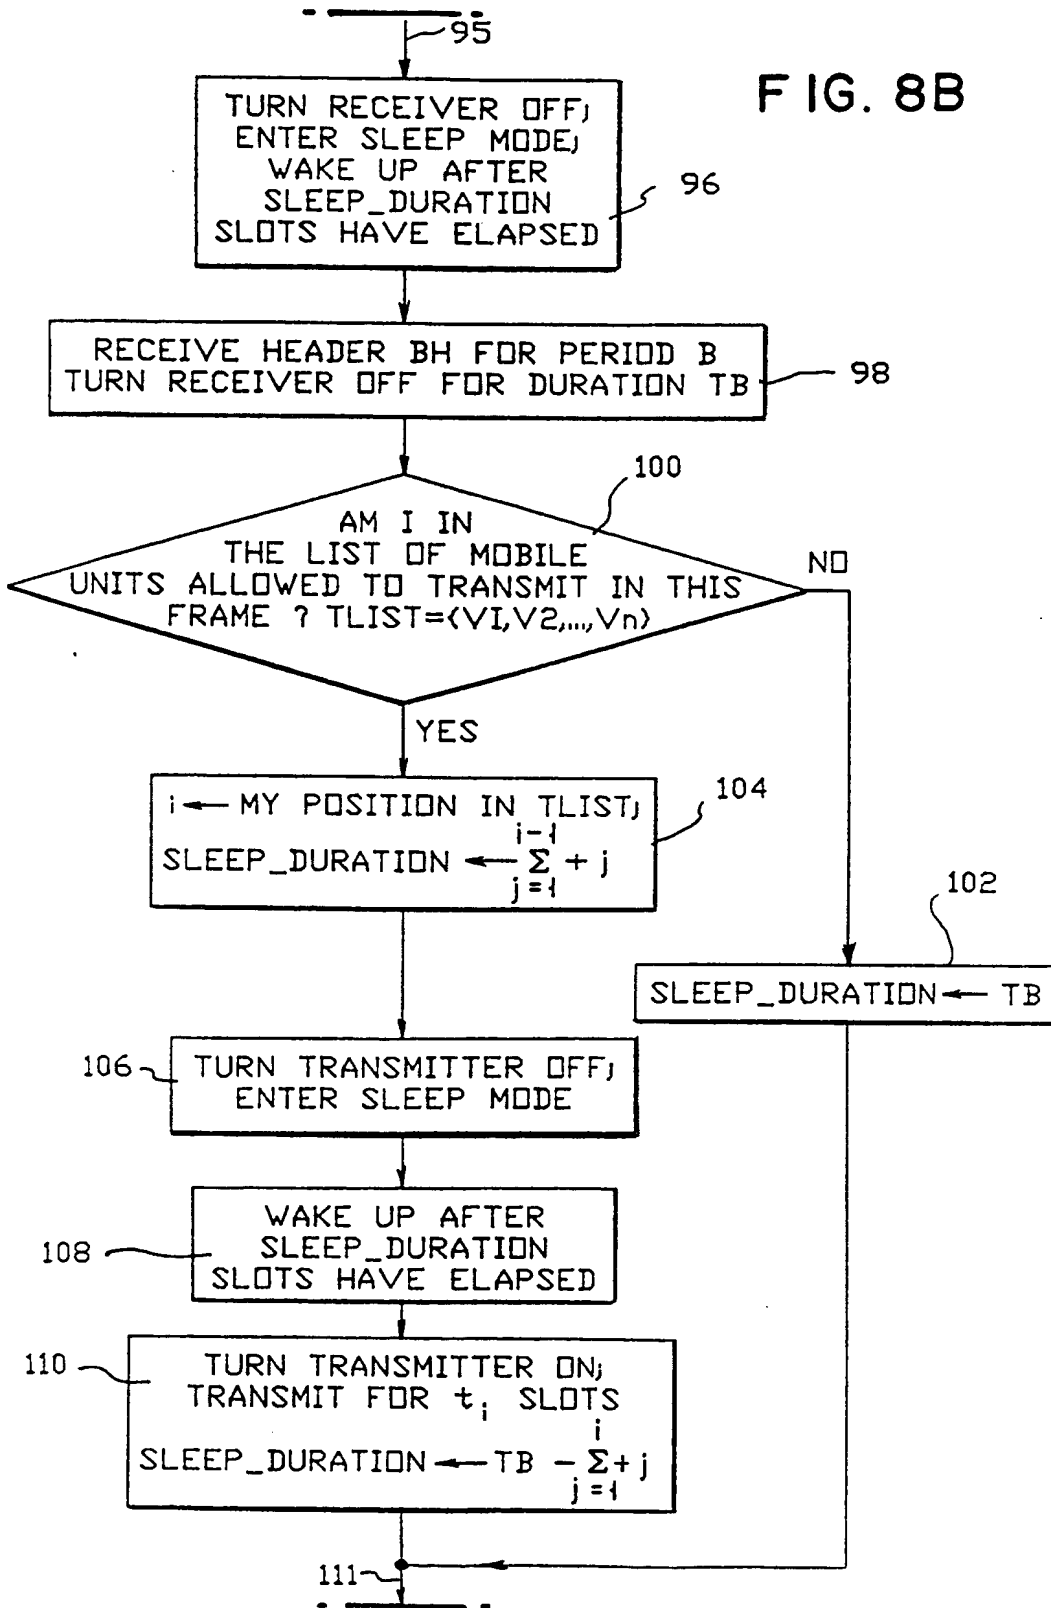 95
FIG. 8B
TURN RECEIVER OFF;
ENTER SLEEP MODE;
WAKE UP AFTER
SLEEP_DURATION
SLOTS HAVE ELAPSED
96
RECEIVE HEADER BH FOR PERIOD B
TURN RECEIVER OFF FOR DURATION TB
98
100
AM I IN
THE LIST OF MOBILE
UNITS ALLOWED TO TRANSMIT IN THIS
FRAME ? TLIST={VI,V2,...,Vn}
NO
YES
i ← MY POSITION IN TLIST;
i-1
SLEEP_DURATION ← Σ + j
j=1
104
102
SLEEP_DURATION ← TB
106
TURN TRANSMITTER OFF;
ENTER SLEEP MODE
WAKE UP AFTER
SLEEP_DURATION
SLOTS HAVE ELAPSED
108
110
TURN TRANSMITTER ON;
TRANSMIT FOR t i SLOTS
i
SLEEP_DURATION ← TB - Σ + j
j=1
111